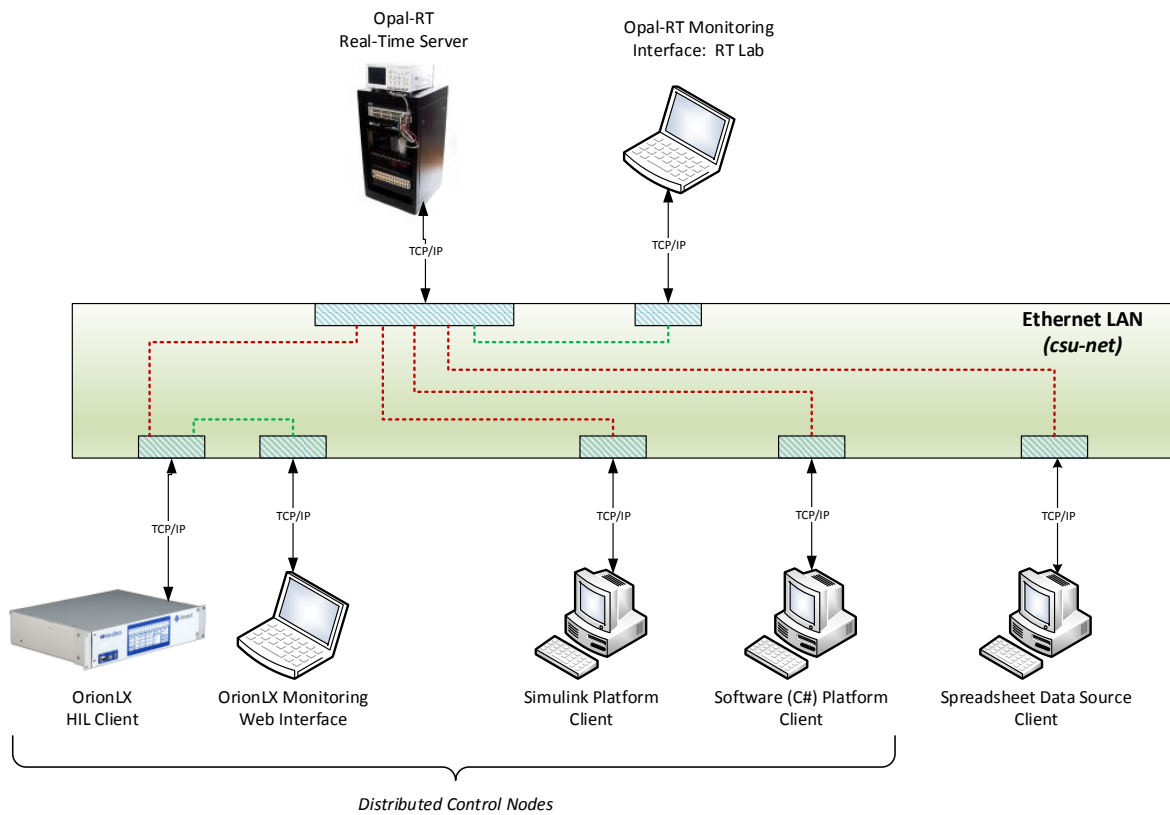 Opal-RT
Real-Time Server
Opal-RT Monitoring
Interface:  RT Lab
TCP/IP
TCP/IP
Ethernet LAN
(csu-net)
TCP/IP
TCP/IP
TCP/IP
TCP/IP
TCP/IP
OrionLX
HIL Client
OrionLX Monitoring
Web Interface
Simulink Platform
Client
Software (C#) Platform
Client
Spreadsheet Data Source
Client
Distributed Control Nodes